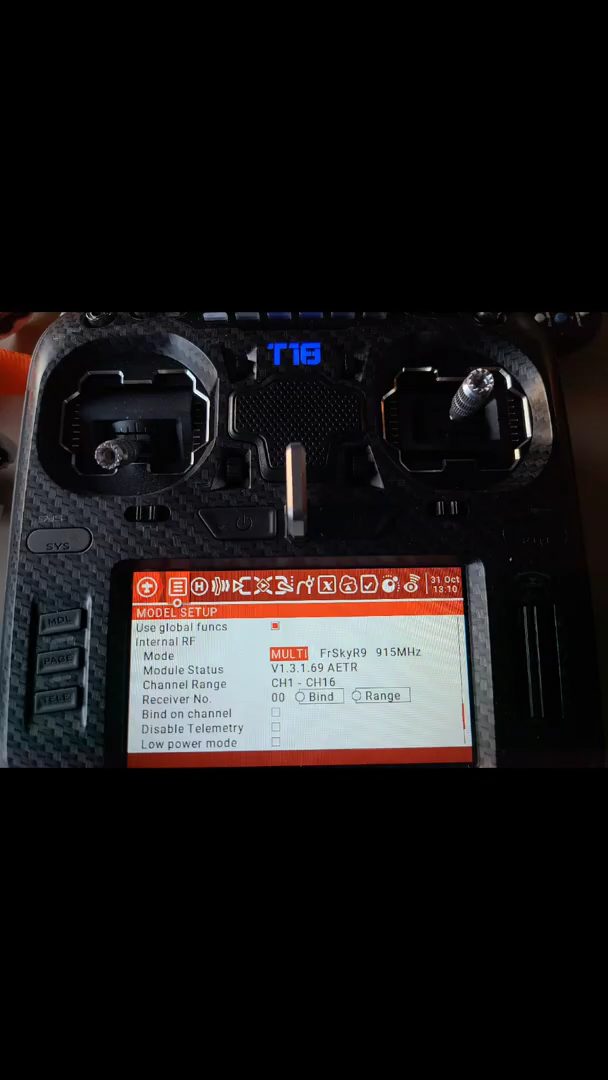 T18
SYS
MDL
PAGE
TELE
31 Oct
13:10
MODEL SETUP
Use global funcs
Internal RF
Mode MULTI FrSkyR9 915MHz
Module Status V1.3.1.69 AETR
Channel Range CH1 - CH16
Receiver No. 00 Bind Range
Bind on channel
Disable Telemetry
Low power mode